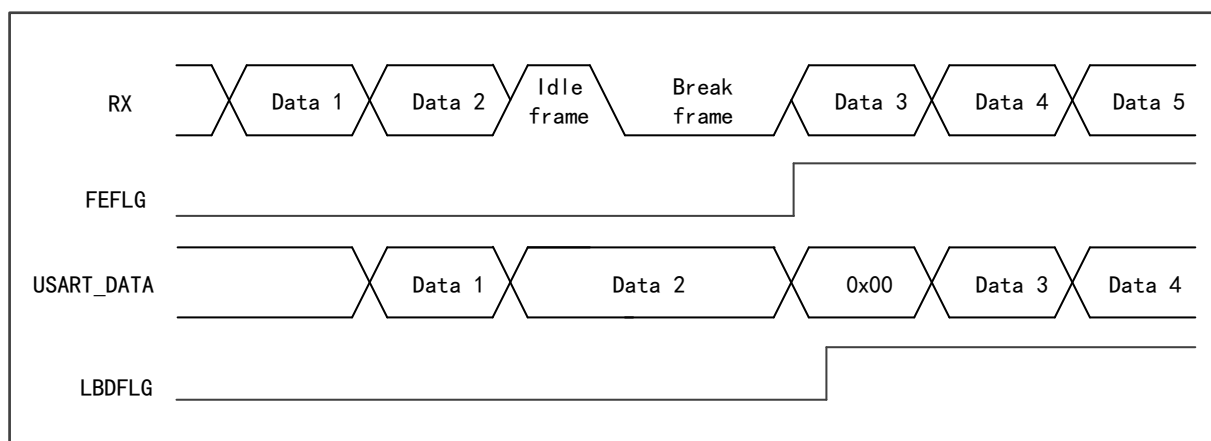 RX Data 1 Data 2 Idle frame Break frame Data 3 Data 4 Data 5
FEFLG
USART_DATA Data 1 Data 2 0x00 Data 3 Data 4
LBDFLG